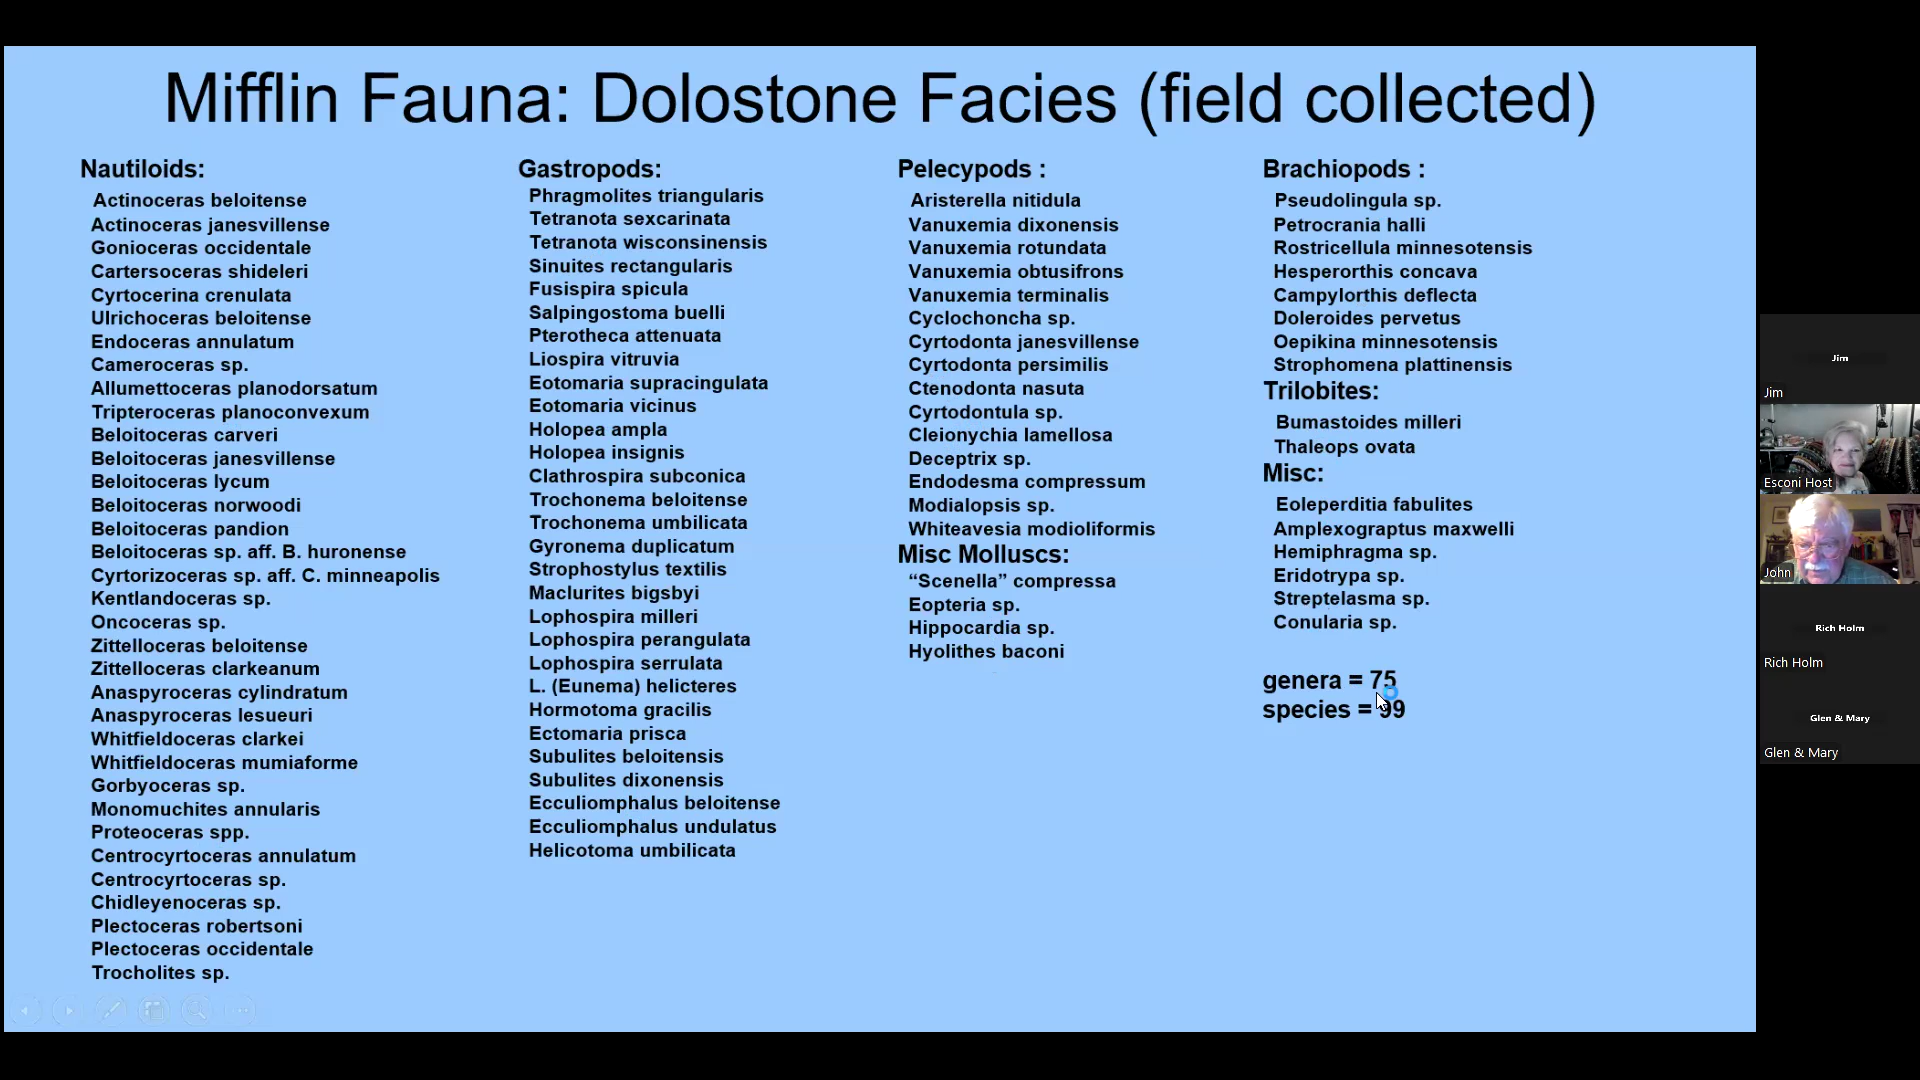 Mifflin Fauna: Dolostone Facies (field collected)
Nautiloids:
Actinoceras beloitense
Actinoceras janesvillense
Gonioceras occidentale
Cartersoceras shideleri
Cyrtocerina crenulata
Ulrichoceras beloitense
Endoceras annulatum
Cameroceras sp.
Allumettoceras planodorsatum
Tripteroceras planoconvexum
Beloitoceras carveri
Beloitoceras janesvillense
Beloitoceras lycum
Beloitoceras norwoodi
Beloitoceras pandion
Beloitoceras sp. aff. B. huronense
Cyrtorizoceras sp. aff. C. minneapolis
Kentlandoceras sp.
Oncoceras sp.
Zittelloceras beloitense
Zittelloceras clarkeanum
Anaspyroceras cylindratum
Anaspyroceras lesueuri
Whitfieldoceras clarkei
Whitfieldoceras mumiaforme
Gorbyoceras sp.
Monomuchites annularis
Proteoceras spp.
Centrocyrtoceras annulatum
Centrocyrtoceras sp.
Chidleyenoceras sp.
Plectoceras robertsoni
Plectoceras occidentale
Trocholites sp.
Gastropods:
Phragmolites triangularis
Tetranota sexcarinata
Tetranota wisconsinensis
Sinuites rectangularis
Fusispira spicula
Salpingostoma buelli
Pterotheca attenuata
Liospira vitruvia
Eotomaria supracingulata
Eotomaria vicinus
Holopea ampla
Holopea insignis
Clathrospira subconica
Trochonema beloitense
Trochonema umbilicata
Gyronema duplicatum
Strophostylus textilis
Maclurites bigsbyi
Lophospira milleri
Lophospira perangulata
Lophospira serrulata
L. (Eunema) helicteres
Hormotoma gracilis
Ectomaria prisca
Subulites beloitensis
Subulites dixonensis
Ecculiomphalus beloitense
Ecculiomphalus undulatus
Helicotoma umbilicata
Pelecypods :
Aristerella nitidula
Vanuxemia dixonensis
Vanuxemia rotundata
Vanuxemia obtusifrons
Vanuxemia terminalis
Cyclochoncha sp.
Cyrtodonta janesvillense
Cyrtodonta persimilis
Ctenodonta nasuta
Cyrtodontula sp.
Cleionychia lamellosa
Deceptrix sp.
Endodesma compressum
Modialopsis sp.
Whiteavesia modioliformis
Misc Molluscs:
“Scenella” compressa
Eopteria sp.
Hippocardia sp.
Hyolithes baconi
Brachiopods :
Pseudolingula sp.
Petrocrania halli
Rostricellula minnesotensis
Hesperorthis concava
Campylorthis deflecta
Doleroides pervetus
Oepikina minnesotensis
Strophomena plattinensis
Trilobites:
Bumastoides milleri
Thaleops ovata
Misc:
Eoleperditia fabulites
Amplexograptus maxwelli
Hemiphragma sp.
Eridotrypa sp.
Streptelasma sp.
Conularia sp.
genera = 75
species = 99
Jim
Jim
Esconi Host
John
Rich Holm
Rich Holm
Glen & Mary
Glen & Mary